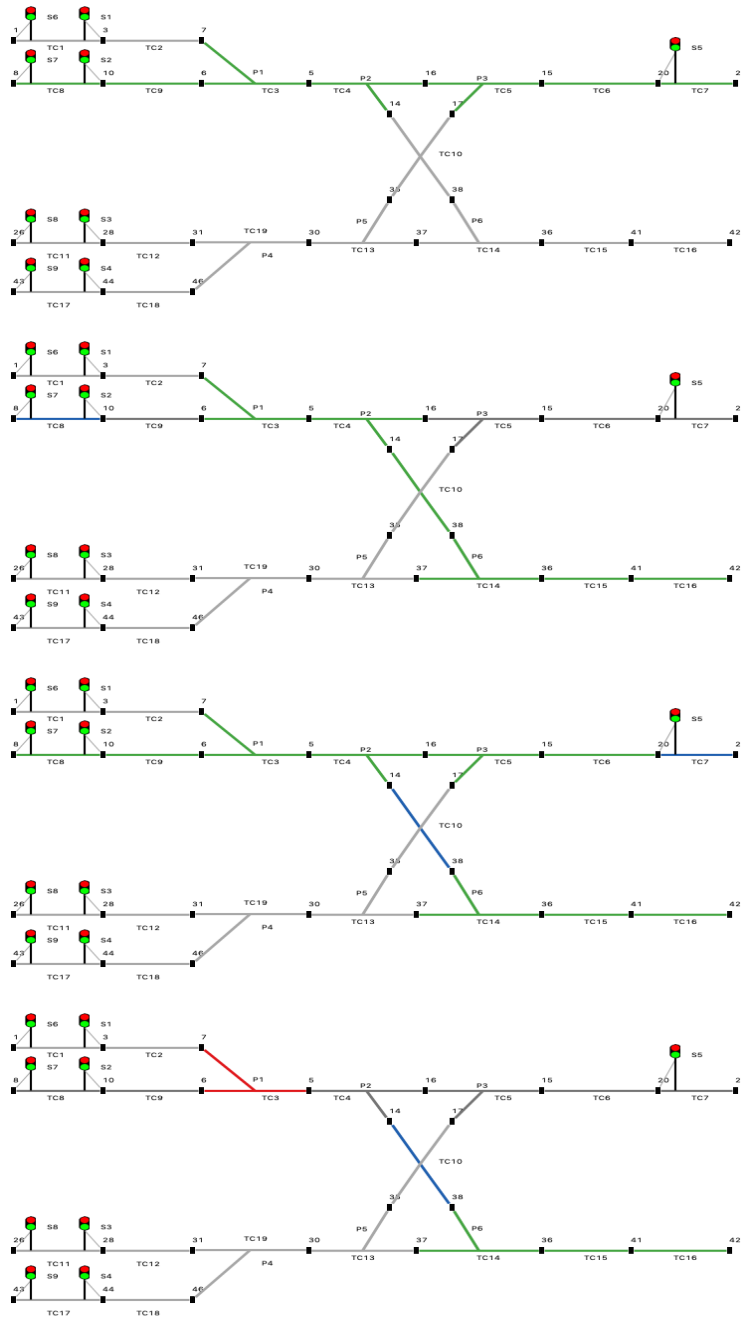 S6 S1
1 3 7
TC1 TC2
S7 S2 S5
8 10 6 P1 5 P2 16 P3 15 20 2
TC8 TC9 TC3 TC4 TC5 TC6 TC7
14 17
TC10
35 38
S8 S3 P5 P6
26 28 31 TC19 30 37 36 41 42
TC11 TC12 P4 TC13 TC14 TC15 TC16
S9 S4
43 44 46
TC17 TC18
S6 S1
1 3 7
TC1 TC2
S7 S2 S5
8 10 6 P1 5 P2 16 P3 15 20 2
TC8 TC9 TC3 TC4 TC5 TC6 TC7
14 17
TC10
35 38
S8 S3 P5 P6
26 28 31 TC19 30 37 36 41 42
TC11 TC12 P4 TC13 TC14 TC15 TC16
S9 S4
43 44 46
TC17 TC18
S6 S1
1 3 7
TC1 TC2
S7 S2 S5
8 10 6 P1 5 P2 16 P3 15 20 2
TC8 TC9 TC3 TC4 TC5 TC6 TC7
14 17
TC10
35 38
S8 S3 P5 P6
26 28 31 TC19 30 37 36 41 42
TC11 TC12 P4 TC13 TC14 TC15 TC16
S9 S4
43 44 46
TC17 TC18
S6 S1
1 3 7
TC1 TC2
S7 S2 S5
8 10 6 P1 5 P2 16 P3 15 20 2
TC8 TC9 TC3 TC4 TC5 TC6 TC7
14 17
TC10
35 38
S8 S3 P5 P6
26 28 31 TC19 30 37 36 41 42
TC11 TC12 P4 TC13 TC14 TC15 TC16
S9 S4
43 44 46
TC17 TC18